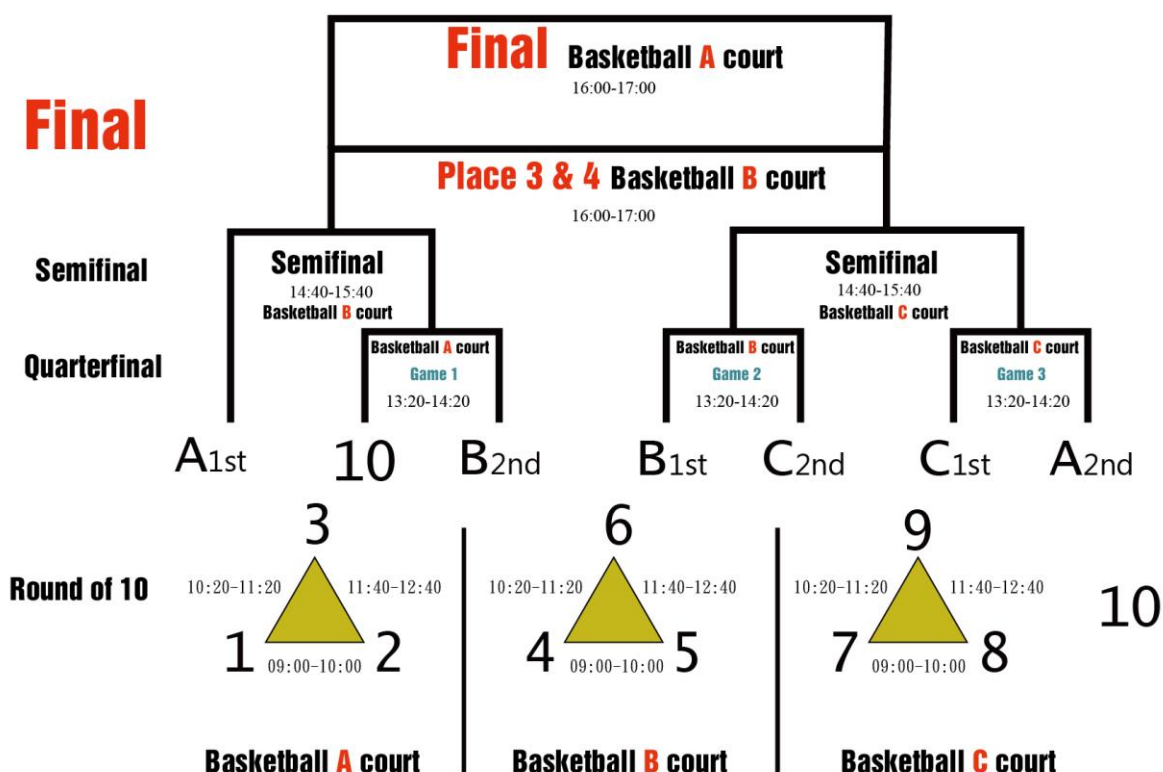 Final Basketball A court
16:00-17:00
Final
Place 3 & 4 Basketball B court
16:00-17:00
Semifinal
Semifinal
14:40-15:40
Basketball B court
Semifinal
14:40-15:40
Basketball C court
Quarterfinal
Basketball A court
Game 1
13:20-14:20
Basketball B court
Game 2
13:20-14:20
Basketball C court
Game 3
13:20-14:20
A1st 10 B2nd B1st C2nd C1st A2nd
Round of 10
3
10:20-11:20 11:40-12:40
1 09:00-10:00 2
Basketball A court
6
10:20-11:20 11:40-12:40
4 09:00-10:00 5
Basketball B court
9
10:20-11:20 11:40-12:40
7 09:00-10:00 8
Basketball C court
10